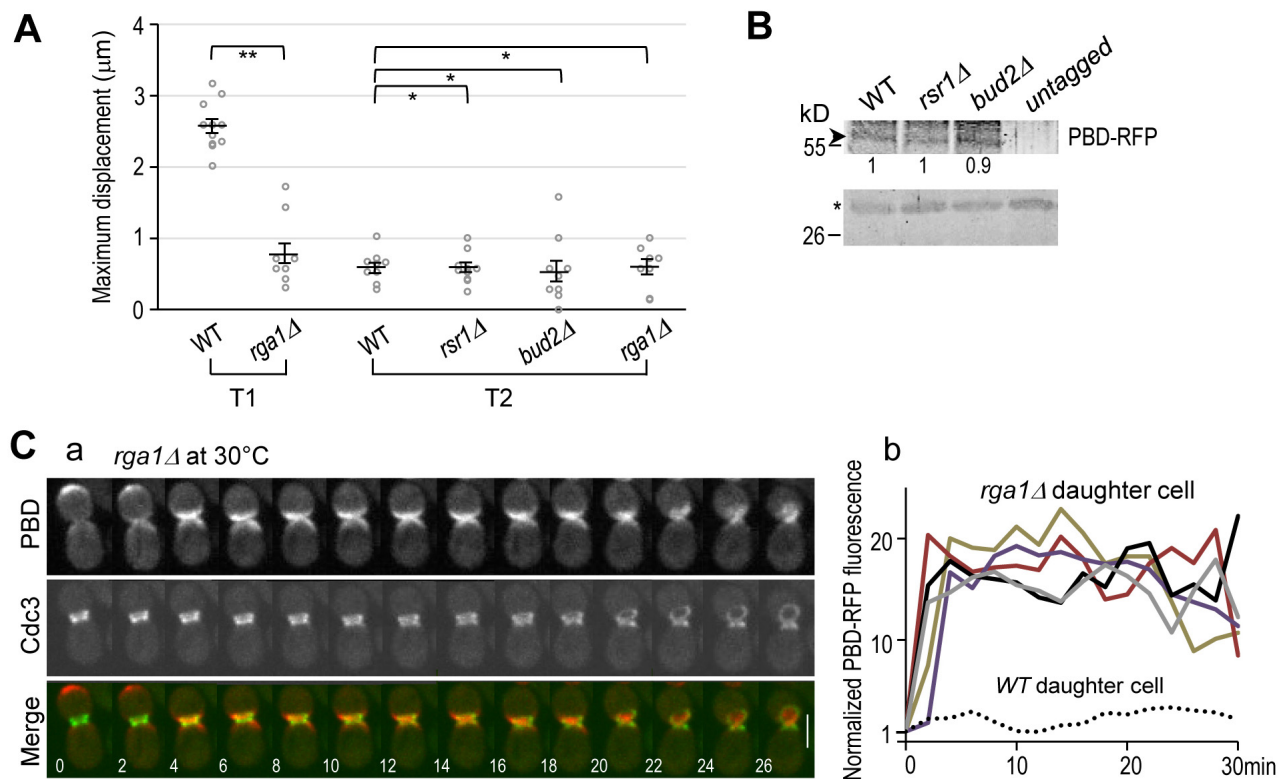 A
Maximum displacement (μm)
4
3
2
1
0
**
*
*
*
WT
rga1Δ
WT
rsr1Δ
bud2Δ
rga1Δ
T1
T2
B
WT
rsr1Δ
bud2Δ
untagged
kD
55
PBD-RFP
1 1 0.9
*
26
C
a
rga1Δ at 30°C
PBD
Cdc3
Merge
0 2 4 6 8 10 12 14 16 18 20 22 24 26
b
Normalized PBD-RFP fluorescence
rga1Δ daughter cell
20
10
WT daughter cell
1
0 10 20 30min